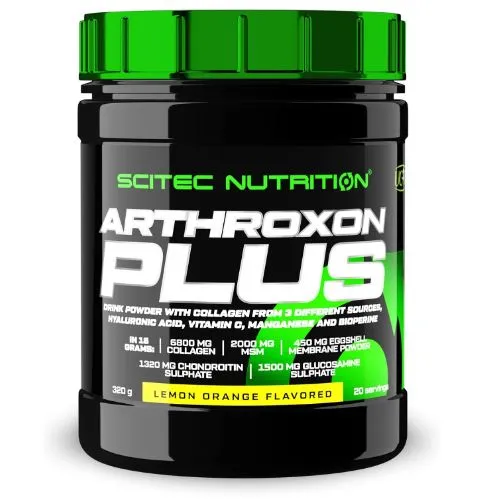 SCITEC NUTRITION®
ARTHROXON
PLUS
DRINK POWDER WITH COLLAGEN FROM 3 DIFFERENT SOURCES,
HYALURONIC ACID, VITAMIN C, MANGANESE AND BIOPERINE
IN 16 GRAMS:
6800 MG COLLAGEN
2000 MG MSM
450 MG EGGSHELL MEMBRANE POWDER
1320 MG CHONDROITIN SULPHATE
1500 MG GLUCOSAMINE SULPHATE
320 g
LEMON ORANGE FLAVORED
20 servings